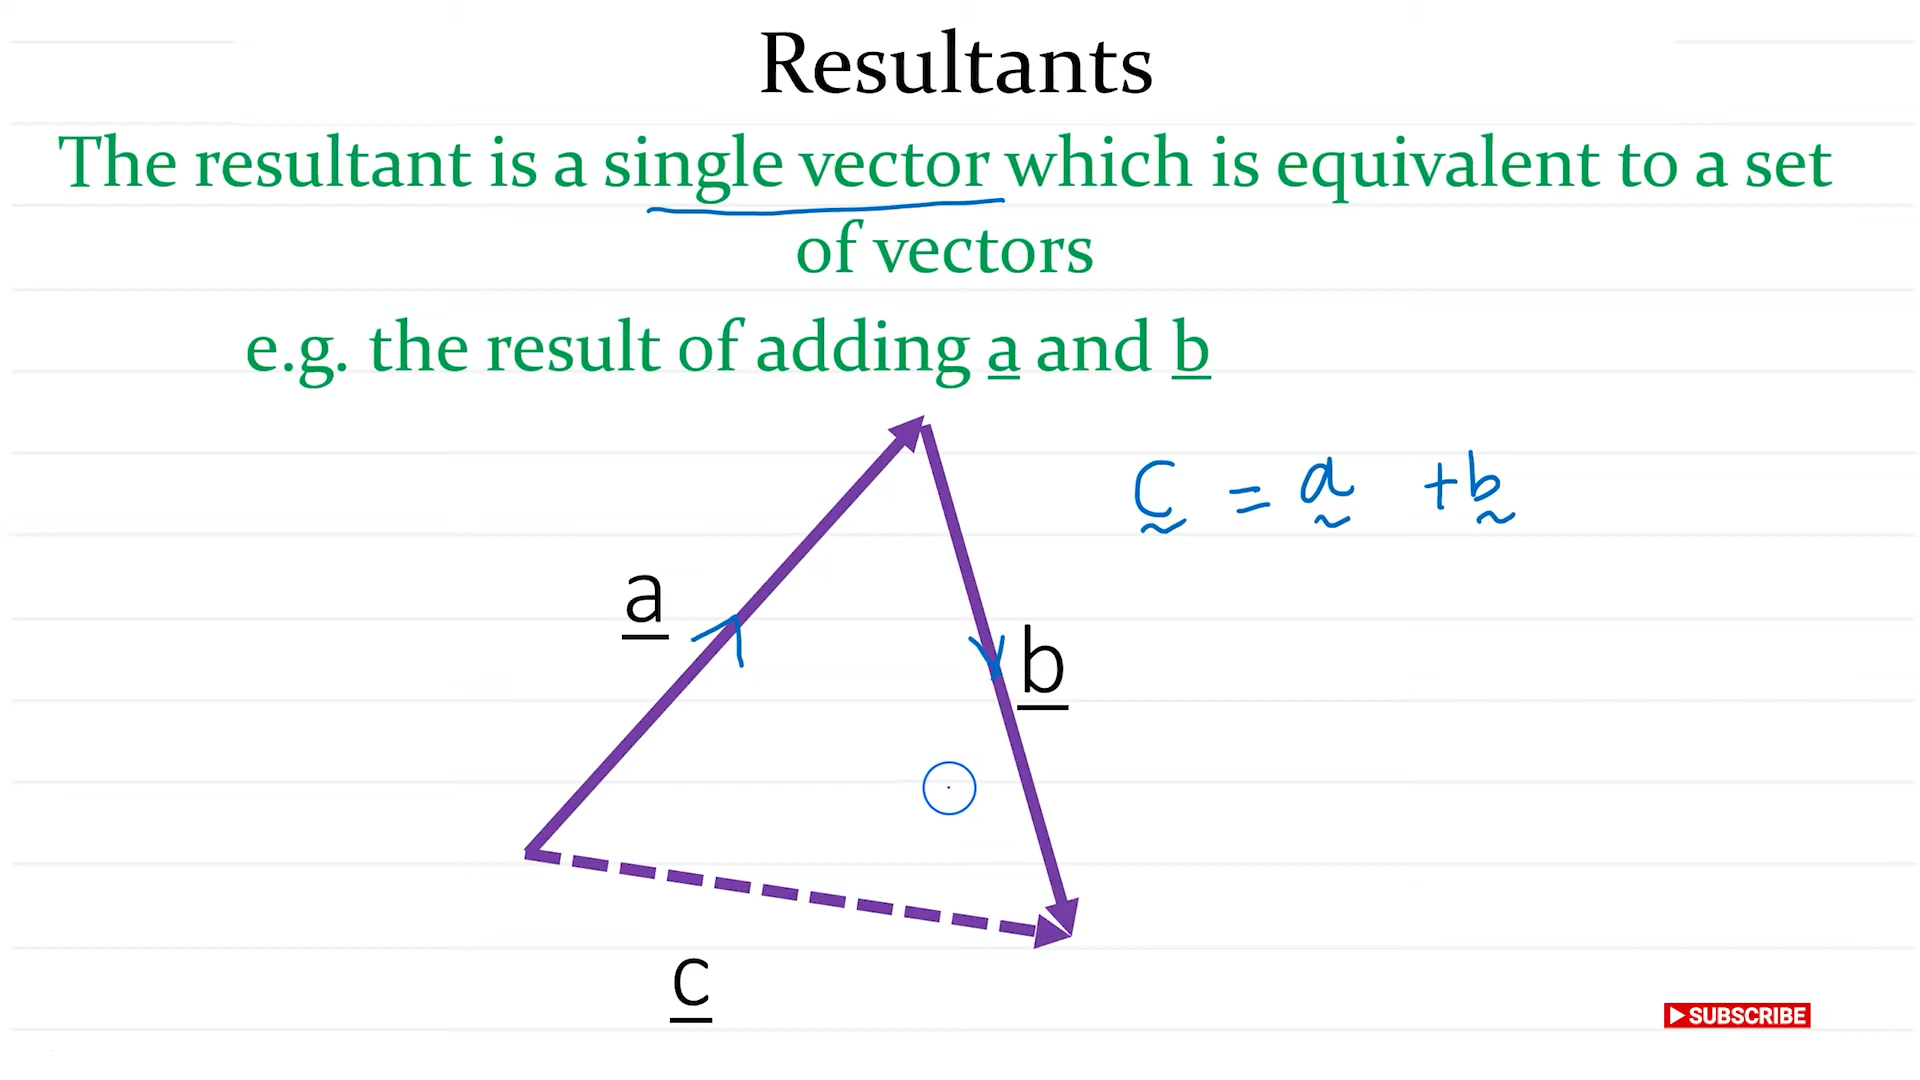 Resultants
The resultant is a single vector which is equivalent to a set
of vectors
e.g. the result of adding a and b
c = a + b
a
b
c
SUBSCRIBE